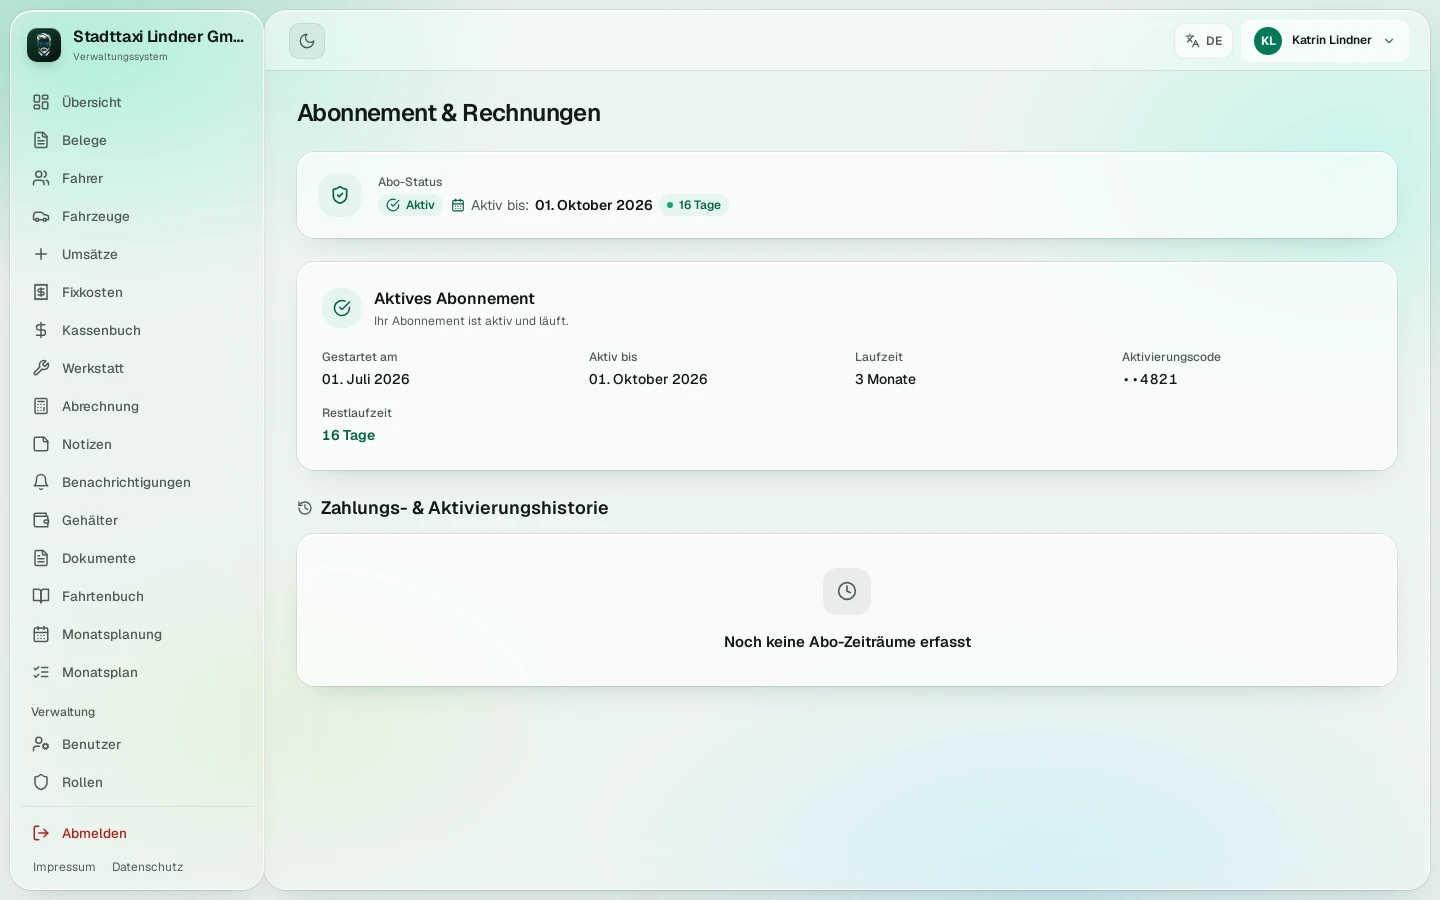 Stadttaxi Lindner Gm...
Verwaltungssystem
Übersicht
Belege
Fahrer
Fahrzeuge
Umsätze
Fixkosten
Kassenbuch
Werkstatt
Abrechnung
Notizen
Benachrichtigungen
Gehälter
Dokumente
Fahrtenbuch
Monatsplanung
Monatsplan
Verwaltung
Benutzer
Rollen
Abmelden
Impressum Datenschutz
DE
KL Katrin Lindner
Abonnement & Rechnungen
Abo-Status
Aktiv Aktiv bis: 01. Oktober 2026 16 Tage
Aktives Abonnement
Ihr Abonnement ist aktiv und läuft.
Gestartet am
01. Juli 2026
Aktiv bis
01. Oktober 2026
Laufzeit
3 Monate
Aktivierungscode
••4821
Restlaufzeit
16 Tage
Zahlungs- & Aktivierungshistorie
Noch keine Abo-Zeiträume erfasst